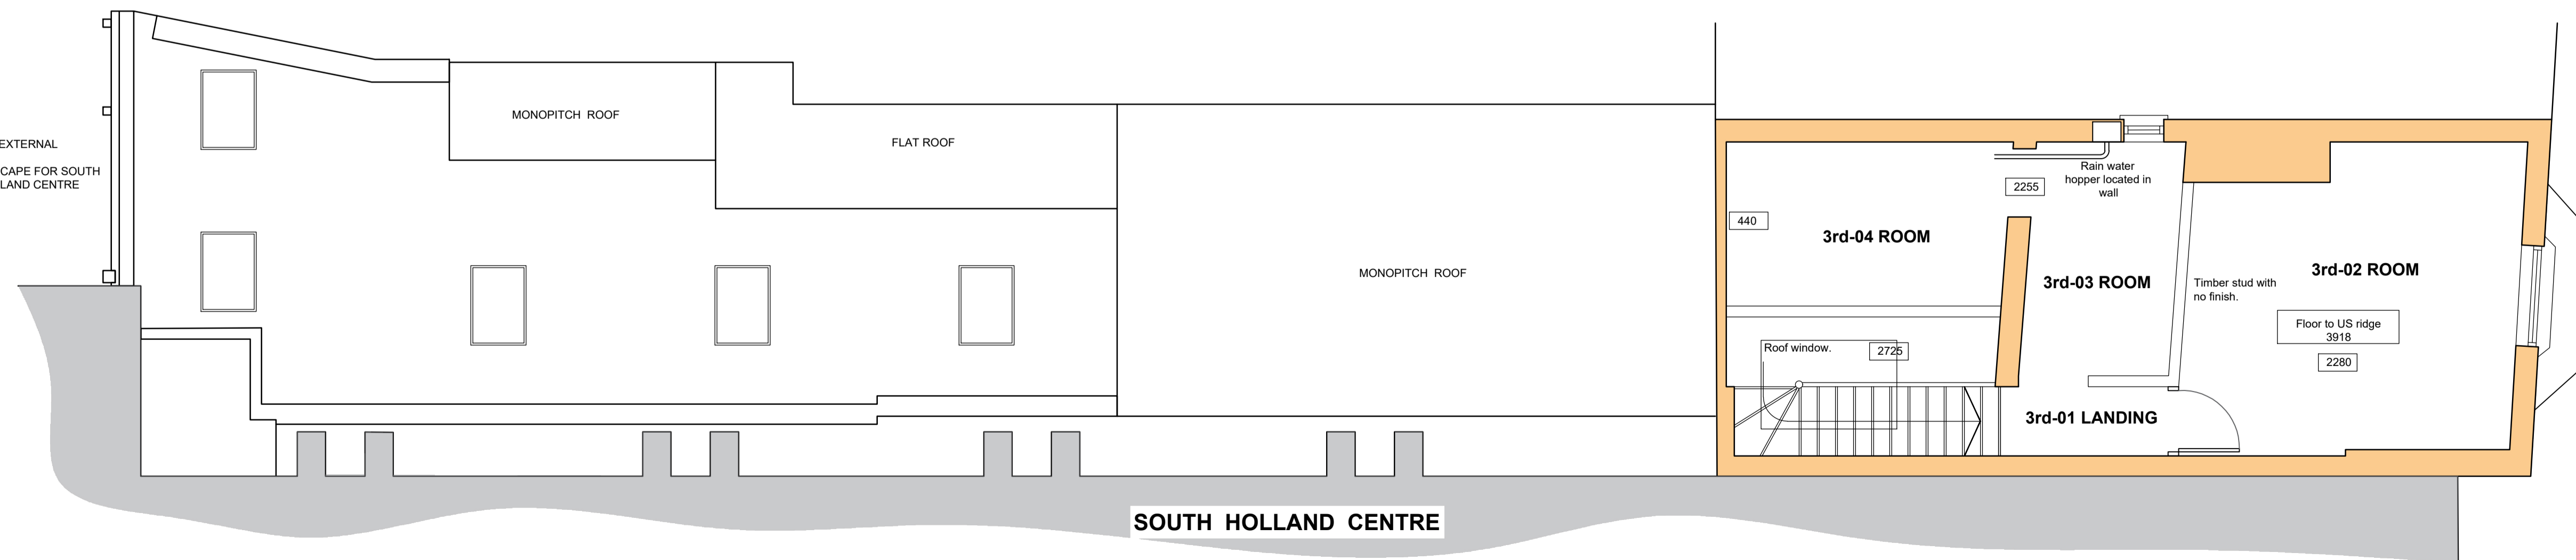 EXTERNAL
CAPE FOR SOUTH
LAND CENTRE
MONOPITCH ROOF
FLAT ROOF
MONOPITCH ROOF
440
3rd-04 ROOM
Roof window.
2725
2255
Rain water
hopper located in
wall
3rd-03 ROOM
3rd-01 LANDING
Timber stud with
no finish.
3rd-02 ROOM
Floor to US ridge
3918
2280
SOUTH HOLLAND CENTRE